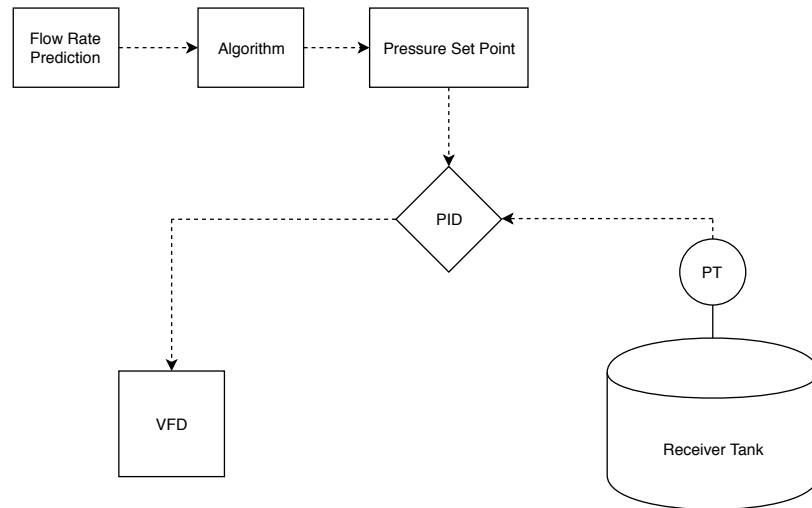 Flow Rate
Prediction
Algorithm
Pressure Set Point
PID
PT
VFD
Receiver Tank